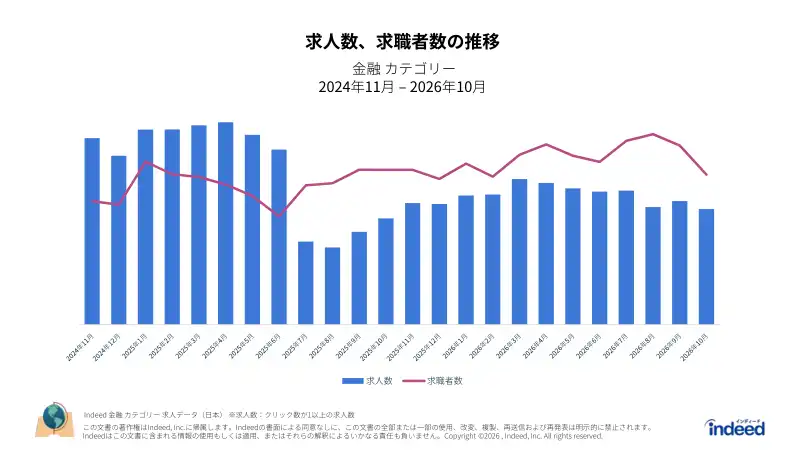 求人数、求職者数の推移
金融 カテゴリー
2024年11月 – 2026年10月
2024年11月
2024年12月
2025年1月
2025年2月
2025年3月
2025年4月
2025年5月
2025年6月
2025年7月
2025年8月
2025年9月
2025年10月
2025年11月
2025年12月
2026年1月
2026年2月
2026年3月
2026年4月
2026年5月
2026年6月
2026年7月
2026年8月
2026年9月
2026年10月
求人数
求職者数
Indeed 金融 カテゴリー 求人データ（日本） ※求人数：クリック数が1以上の求人数
この文書の著作権はIndeed, Inc.に帰属します。Indeedの書面による同意なしに、この文書の全部または一部の使用、改変、複製、再送信および再発表は明示的に禁止されます。
Indeedはこの文書に含まれる情報の使用もしくは適用、またはそれらの解釈によるいかなる責任も負いません。Copyright ©2026 , Indeed, Inc. All rights reserved.
インディード
indeed